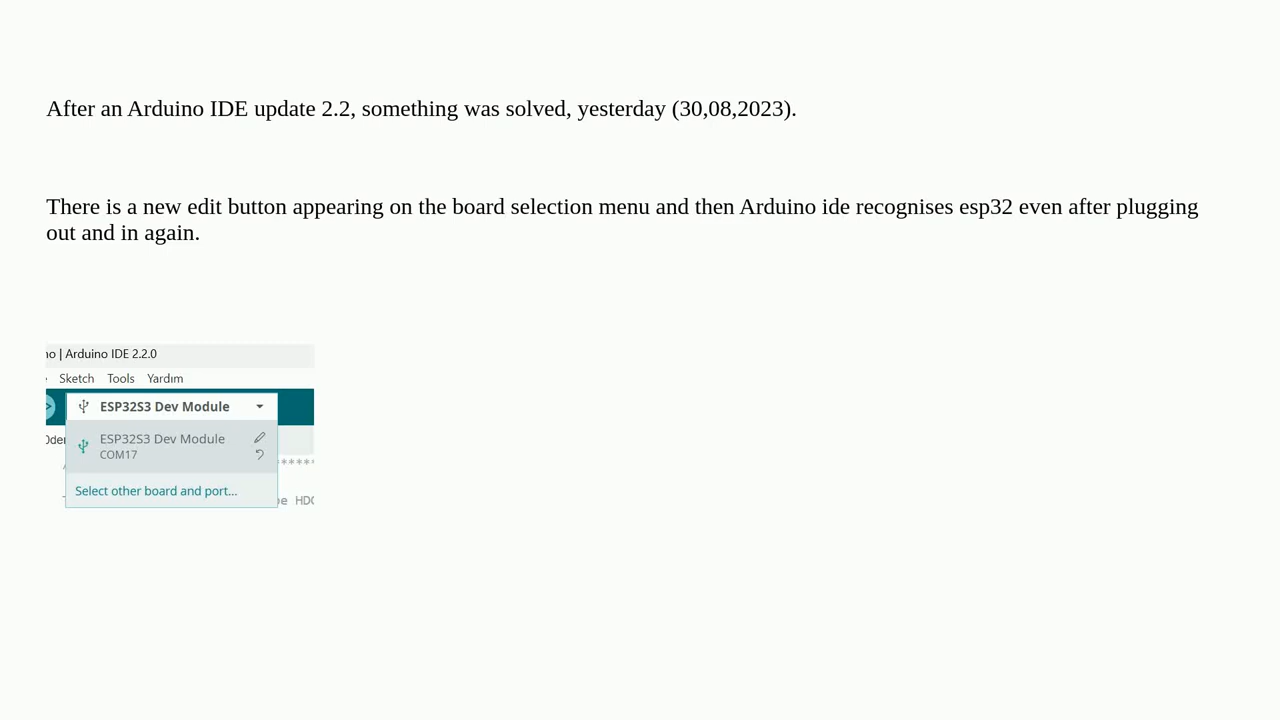 After an Arduino IDE update 2.2, something was solved, yesterday (30,08,2023).
There is a new edit button appearing on the board selection menu and then Arduino ide recognises esp32 even after plugging
out and in again.
| Arduino IDE 2.2.0
Sketch Tools Yardım
ESP32S3 Dev Module
ESP32S3 Dev Module
COM17
******
Select other board and port...